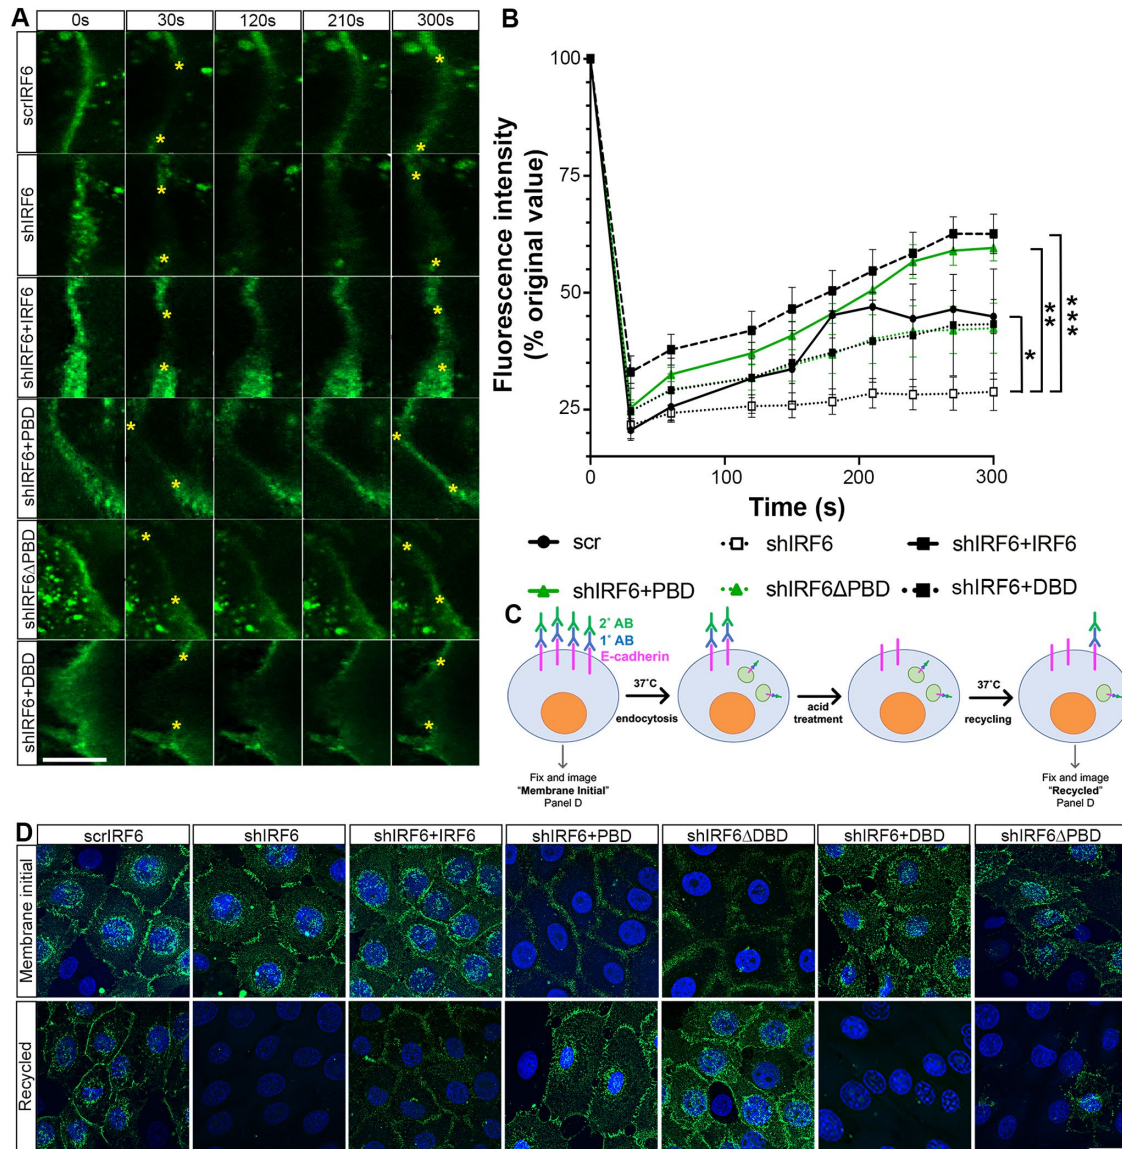 A
0s 30s 120s 210s 300s
scrIRF6
shIRF6
shIRF6+IRF6
shIRF6+PBD
shIRF6ΔPBD
shIRF6+DBD
B
Fluorescence intensity
(% original value)
100
75
50
25
0 100 200 300
Time (s)
*
**
***
scr shIRF6 shIRF6+IRF6
shIRF6+PBD shIRF6ΔPBD shIRF6+DBD
C
2˚ AB
1˚ AB
E-cadherin
37˚C
endocytosis
acid
treatment
37˚C
recycling
Fix and image
"Membrane Initial"
Panel D
Fix and image
"Recycled"
Panel D
D
scrIRF6 shIRF6 shIRF6+IRF6 shIRF6+PBD shIRF6ΔDBD shIRF6+DBD shIRF6ΔPBD
Membrane initial
Recycled